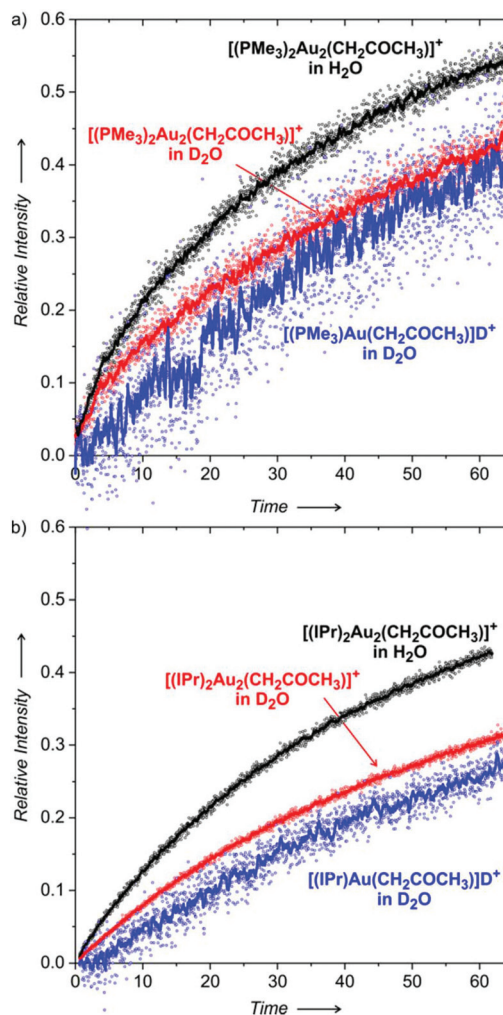 a)
0.6
[(PMe₃)₂Au₂(CH₂COCH₃)]⁺
in H₂O
0.5
[(PMe₃)₂Au₂(CH₂COCH₃)]⁺
in D₂O
0.4
Relative Intensity
0.3
0.2
[(PMe₃)Au(CH₂COCH₃)]D⁺
in D₂O
0.1
0.0
0 10 20 30 40 50 60
Time
b)
0.6
[(IPr)₂Au₂(CH₂COCH₃)]⁺
in H₂O
0.5
[(IPr)₂Au₂(CH₂COCH₃)]⁺
in D₂O
0.4
Relative Intensity
0.3
0.2
[(IPr)Au(CH₂COCH₃)]D⁺
in D₂O
0.1
0.0
0 10 20 30 40 50 60
Time